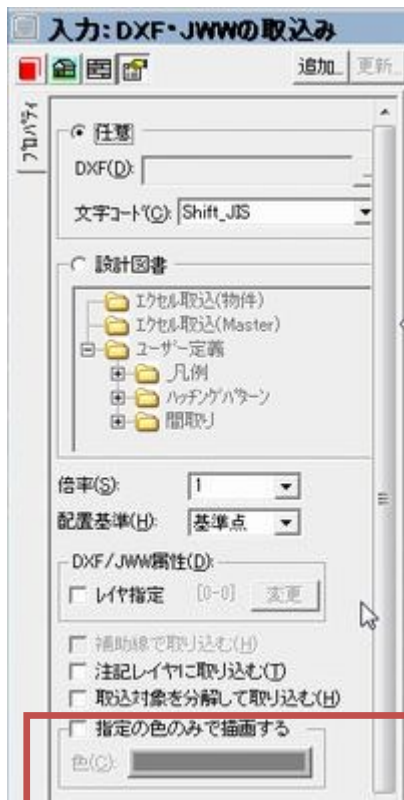 入力:DXF・JWWの取込み
追加... 更新...
プロパティ
任意
DXF(D):
文字コード(C): Shift_JIS
設計図書
エクセル取込(物件)
エクセル取込(Master)
ユーザー定義
凡例
ハッチングパターン
間取り
倍率(S): 1
配置基準(H): 基準点
DXF/JWW属性(D):
レイヤ指定 [0-0] 変更
補助線で取り込む(H)
注記レイヤに取り込む(T)
取込対象を分解して取り込む(H)
指定の色のみで描画する
色(C):